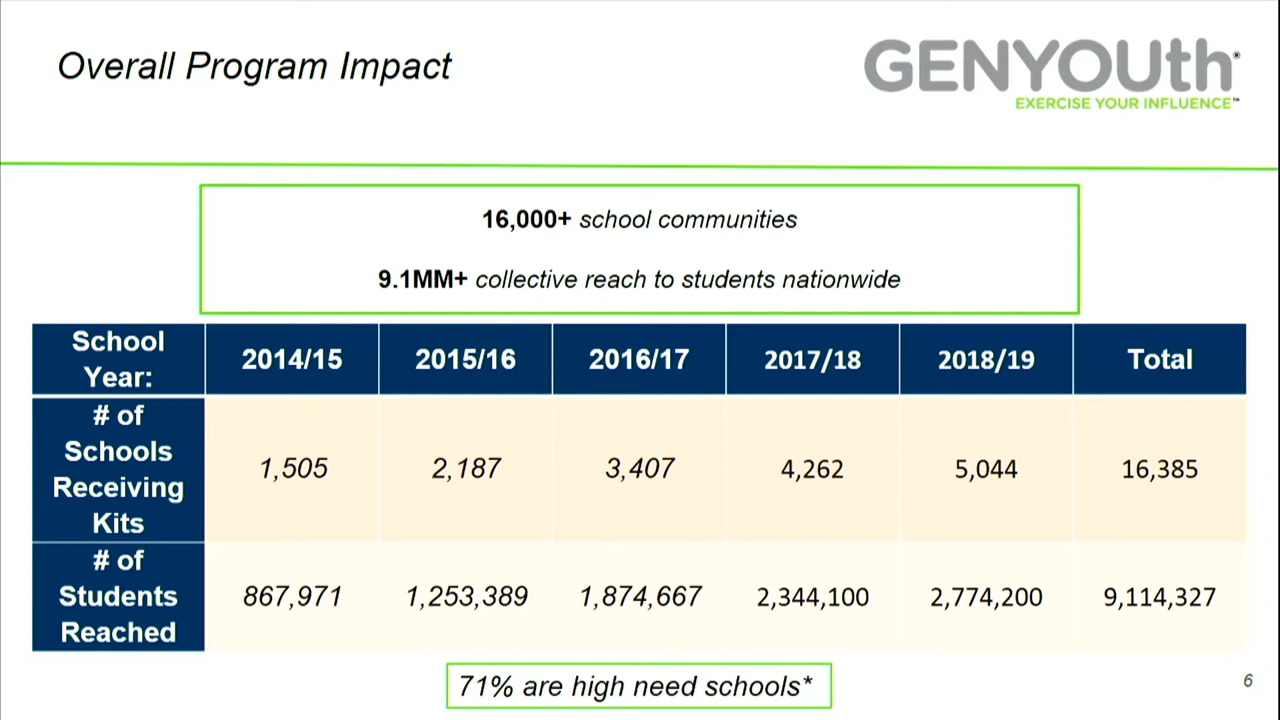 Overall Program Impact
GENYOUth®
EXERCISE YOUR INFLUENCE™
16,000+ school communities
9.1MM+ collective reach to students nationwide
School Year: 2014/15 2015/16 2016/17 2017/18 2018/19 Total
# of Schools Receiving Kits 1,505 2,187 3,407 4,262 5,044 16,385
# of Students Reached 867,971 1,253,389 1,874,667 2,344,100 2,774,200 9,114,327
71% are high need schools*
6